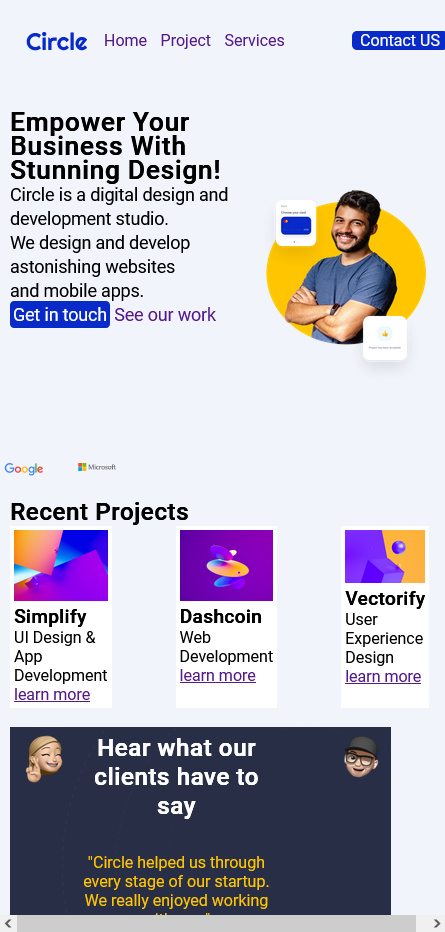 Circle Home Project Services Contact US
Empower Your
Business With
Stunning Design!
Circle is a digital design and
development studio.
We design and develop
astonishing websites
and mobile apps.
Get in touch See our work
Google Microsoft
Recent Projects
Simplify
UI Design &
App
Development
learn more
Dashcoin
Web
Development
learn more
Vectorify
User
Experience
Design
learn more
Hear what our
clients have to
say
"Circle helped us through
every stage of our startup.
We really enjoyed working